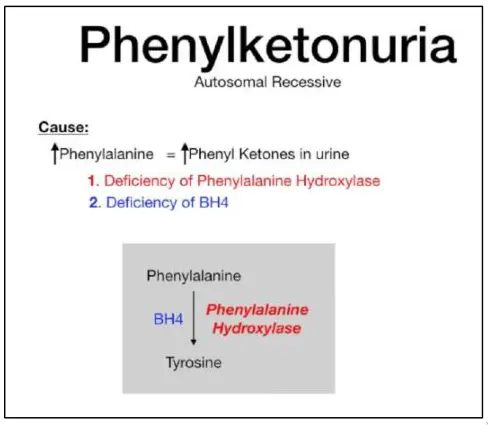 Phenylketonuria
Autosomal Recessive
Cause:
↑Phenylalanine = ↑Phenyl Ketones in urine
1. Deficiency of Phenylalanine Hydroxylase
2. Deficiency of BH4
Phenylalanine
BH4
Phenylalanine
Hydroxylase
Tyrosine